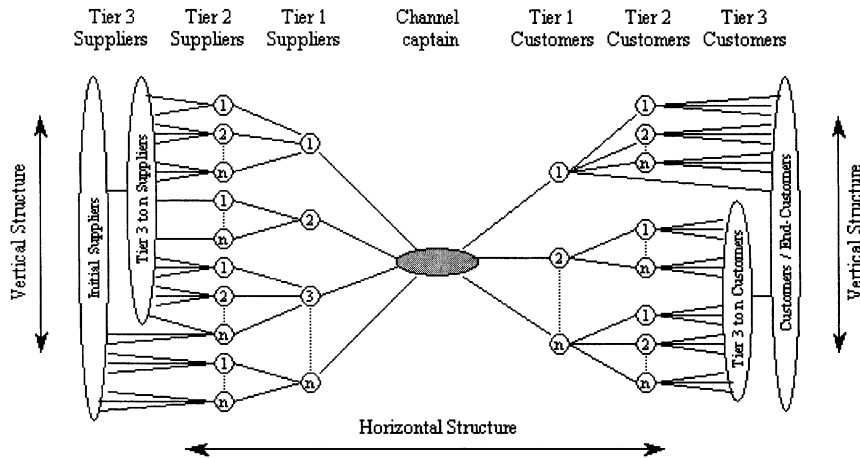 Tier 3
Suppliers
Tier 2
Suppliers
Tier 1
Suppliers
Channel
captain
Tier 1
Customers
Tier 2
Customers
Tier 3
Customers
Vertical Structure
Initial Suppliers
Tier 3 to n Suppliers
1
2
n
1
n
1
2
n
1
n
1
2
3
n
1
2
n
1
2
n
1
n
1
2
n
Tier 3 to n Customers
Customers / End-Customers
Vertical Structure
Horizontal Structure